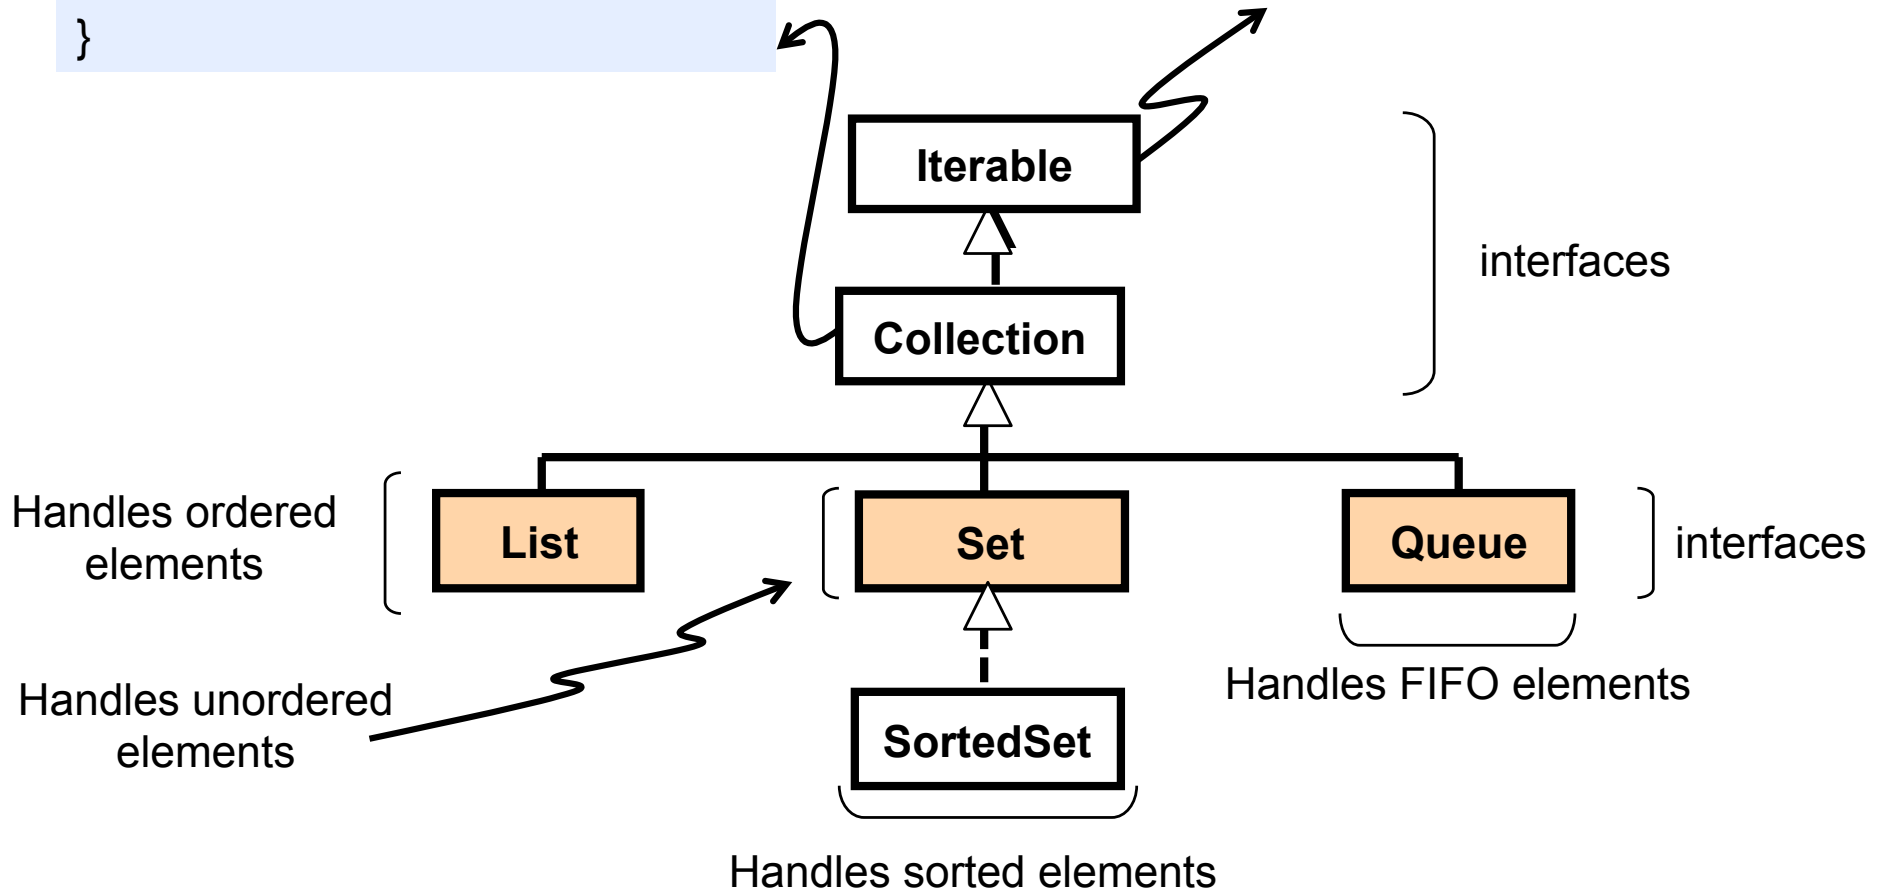 }
Iterable
interfaces
Collection
Handles ordered
elements
List
Set
Queue
interfaces
Handles unordered
elements
Handles FIFO elements
SortedSet
Handles sorted elements